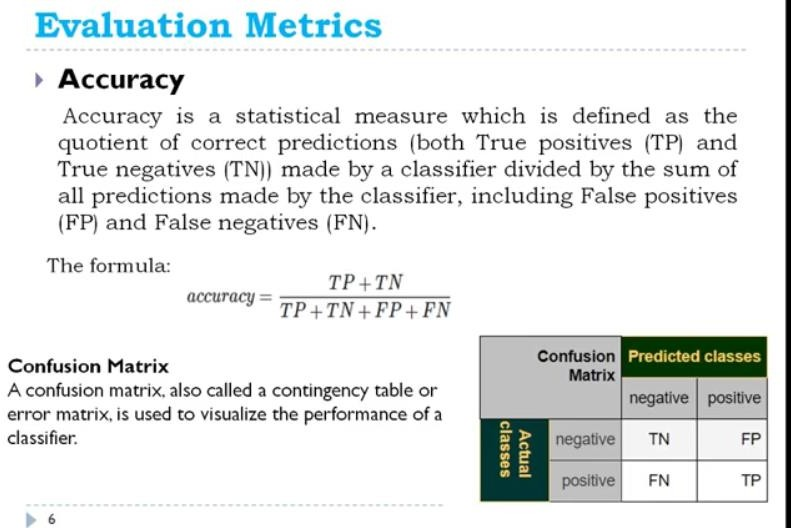 Evaluation Metrics
Accuracy
Accuracy is a statistical measure which is defined as the
quotient of correct predictions (both True positives (TP) and
True negatives (TN)) made by a classifier divided by the sum of
all predictions made by the classifier, including False positives
(FP) and False negatives (FN).
The formula:
accuracy = TP+TN / TP+TN+FP+FN
Confusion Matrix
A confusion matrix, also called a contingency table or
error matrix, is used to visualize the performance of a
classifier.
Confusion Matrix Predicted classes
negative positive
Actual classes
negative TN FP
positive FN TP
6